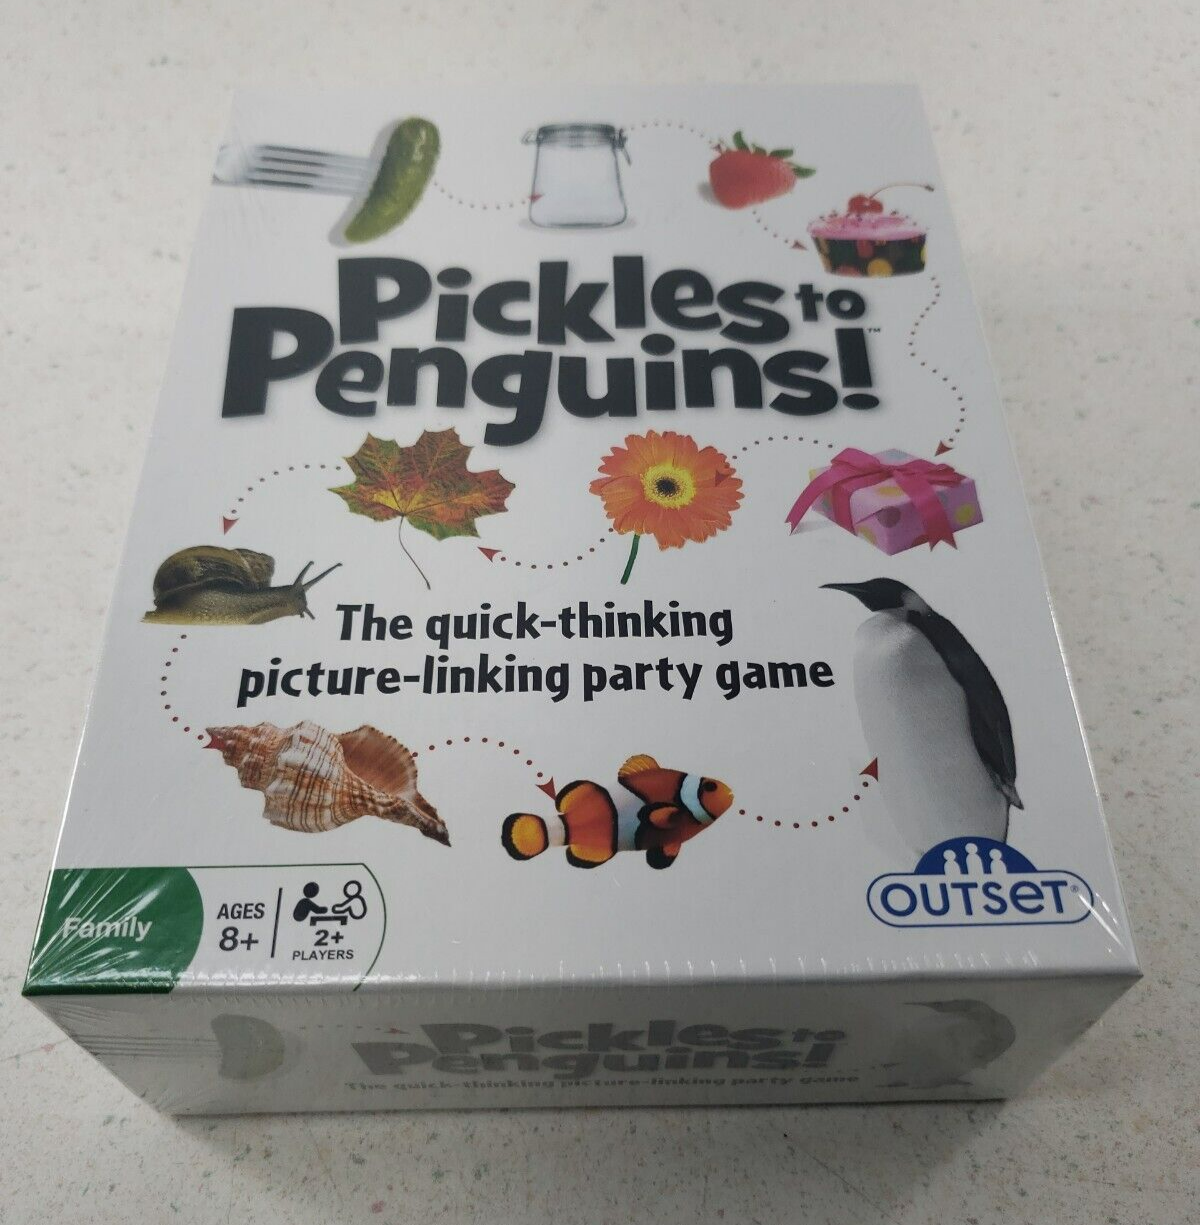 Pickles to
Penguins!™
The quick-thinking
picture-linking party game
Family
AGES
8+
2+
PLAYERS
OUTSET®
Pickles to
Penguins!
The quick-thinking picture-linking party game